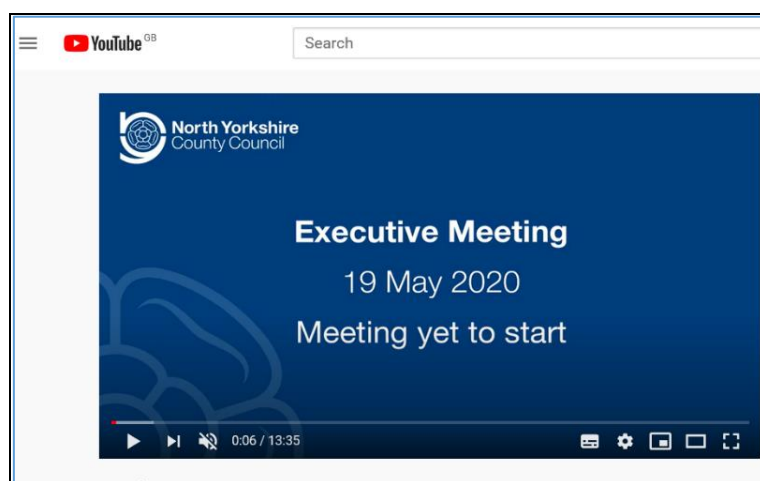 YouTube GB
Search
North Yorkshire
County Council
Executive Meeting
19 May 2020
Meeting yet to start
0:06 / 13:35